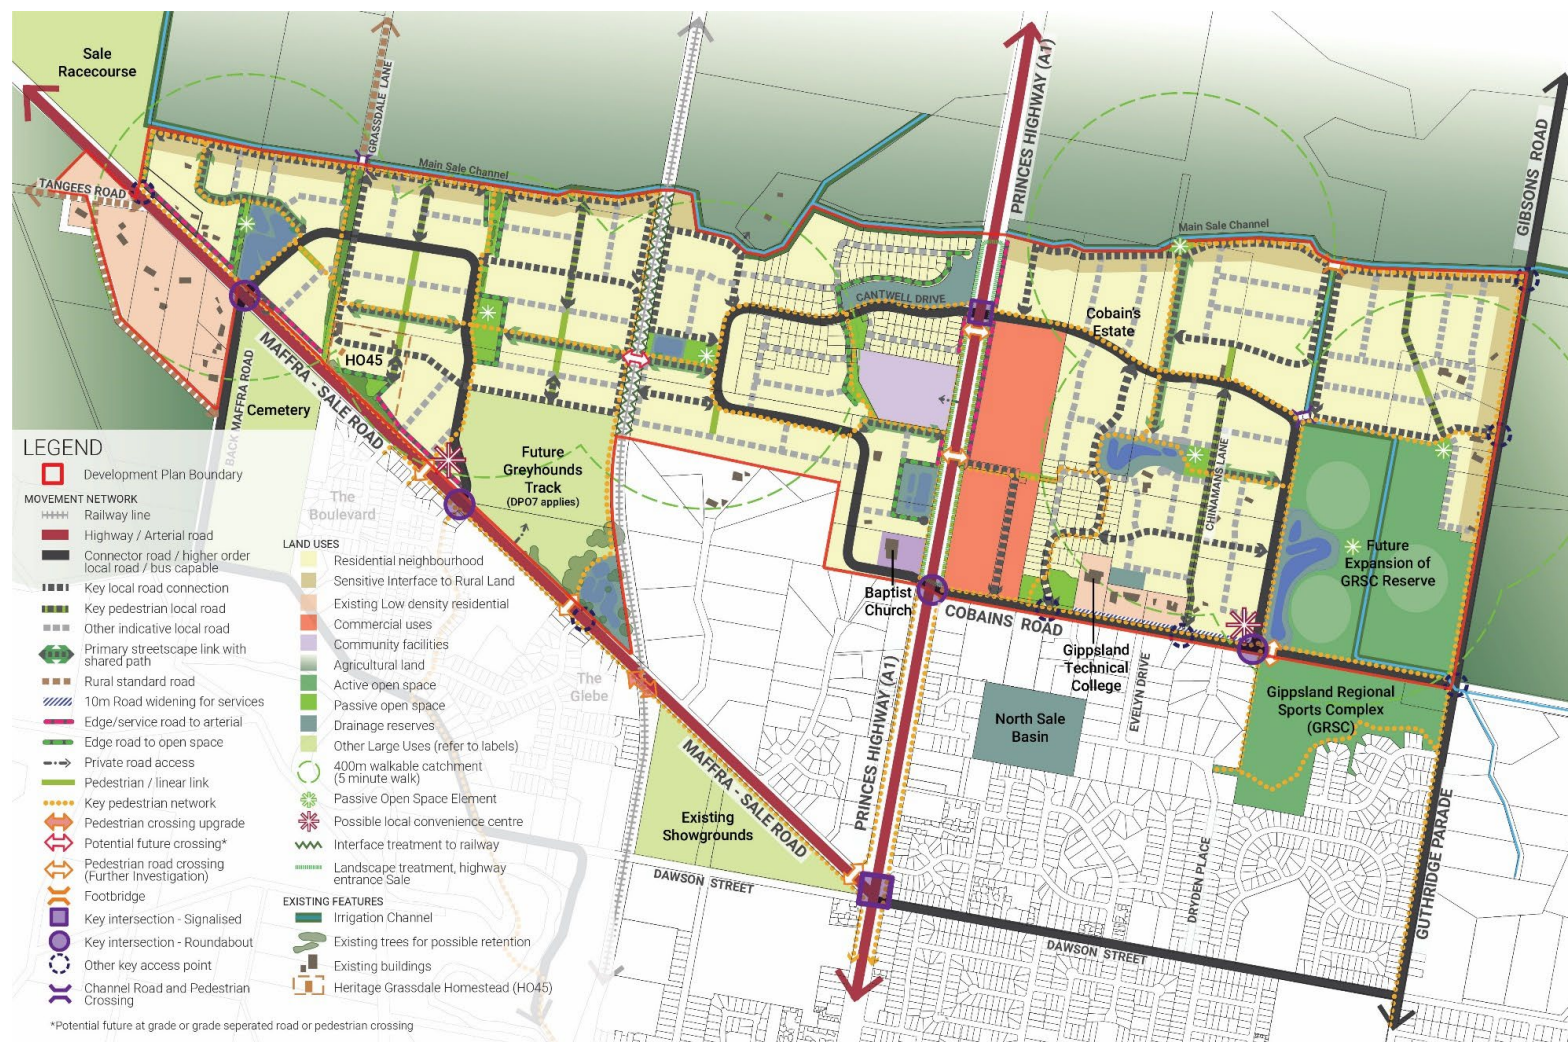 Sale
Racecourse
TANGEES ROAD
GRASSDALE LANE
Main Sale Channel
PRINCES HIGHWAY (A1)
Main Sale Channel
GIBSONS ROAD
CANTWELL DRIVE
Cobain's
Estate
HO45
MAFFRA - SALE ROAD
BACK MAFFRA ROAD
Cemetery
The
Boulevard
Future
Greyhounds
Track
(DPO7 applies)
CHINAMANS LANE
Future
Expansion of
GRSC Reserve
Baptist
Church
COBAINS ROAD
Gippsland
Technical
College
EVELYN DRIVE
Gippsland Regional
Sports Complex
(GRSC)
The
Glebe
North Sale
Basin
PRINCES HIGHWAY (A1)
MAFFRA - SALE ROAD
Existing
Showgrounds
DAWSON STREET
DRYDEN PLACE
GUTHRIDGE PARADE
DAWSON STREET
LEGEND
Development Plan Boundary
MOVEMENT NETWORK
Railway line
Highway / Arterial road
Connector road / higher order
local road / bus capable
Key local road connection
Key pedestrian local road
Other indicative local road
Primary streetscape link with
shared path
Rural standard road
10m Road widening for services
Edge/service road to arterial
Edge road to open space
Private road access
Pedestrian / linear link
Key pedestrian network
Pedestrian crossing upgrade
Potential future crossing*
Pedestrian road crossing
(Further Investigation)
Footbridge
Key intersection - Signalised
Key intersection - Roundabout
Other key access point
Channel Road and Pedestrian
Crossing
LAND USES
Residential neighbourhood
Sensitive Interface to Rural Land
Existing Low density residential
Commercial uses
Community facilities
Agricultural land
Active open space
Passive open space
Drainage reserves
Other Large Uses (refer to labels)
400m walkable catchment
(5 minute walk)
Passive Open Space Element
Possible local convenience centre
Interface treatment to railway
Landscape treatment, highway
entrance Sale
EXISTING FEATURES
Irrigation Channel
Existing trees for possible retention
Existing buildings
Heritage Grassdale Homestead (HO45)
*Potential future at grade or grade seperated road or pedestrian crossing